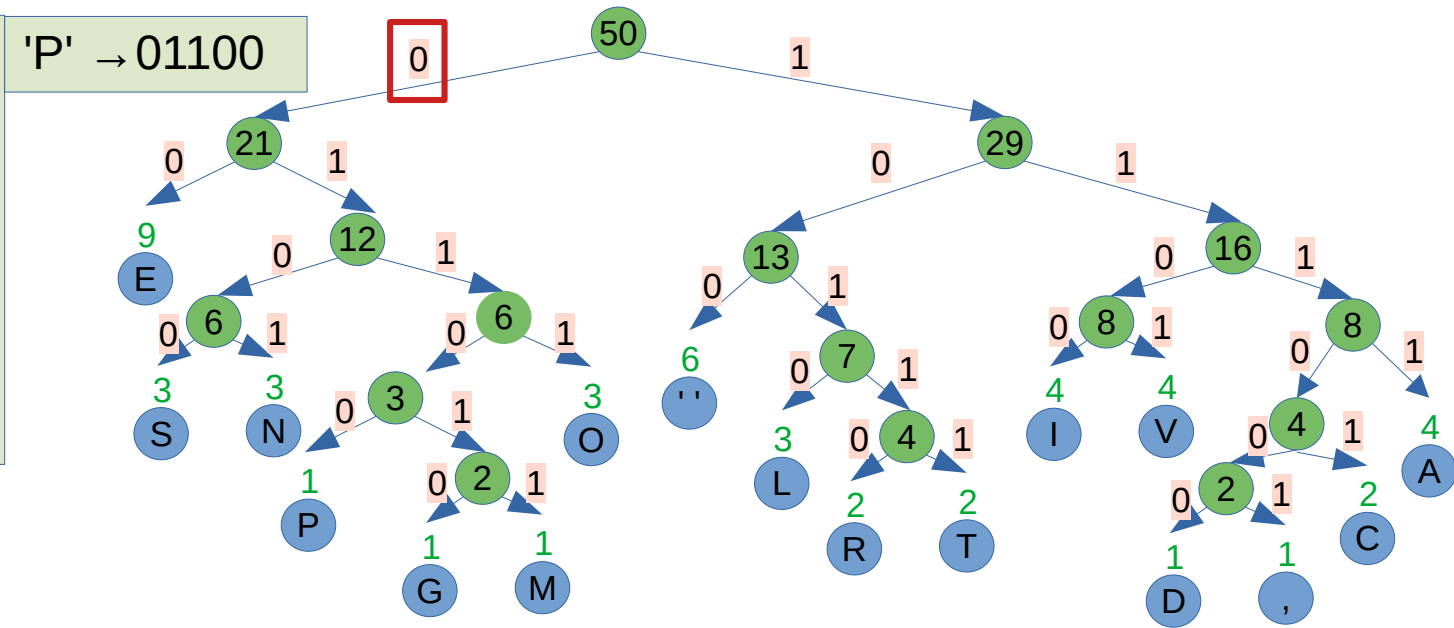 'P' → 01100
50
0 1
21 29
0 1 0 1
9 12 13 16
E 0 1 0 1 0 1
6 6 6 7 8 8
0 1 0 1 ' ' 0 1 0 1 0 1
3 3 3 3 3 4 4 4 4 4
S N 0 1 O L 0 1 I V 0 1 A
1 2 2 2 2 2
P 0 1 R T 0 1 C
1 1 1 1
G M D ,